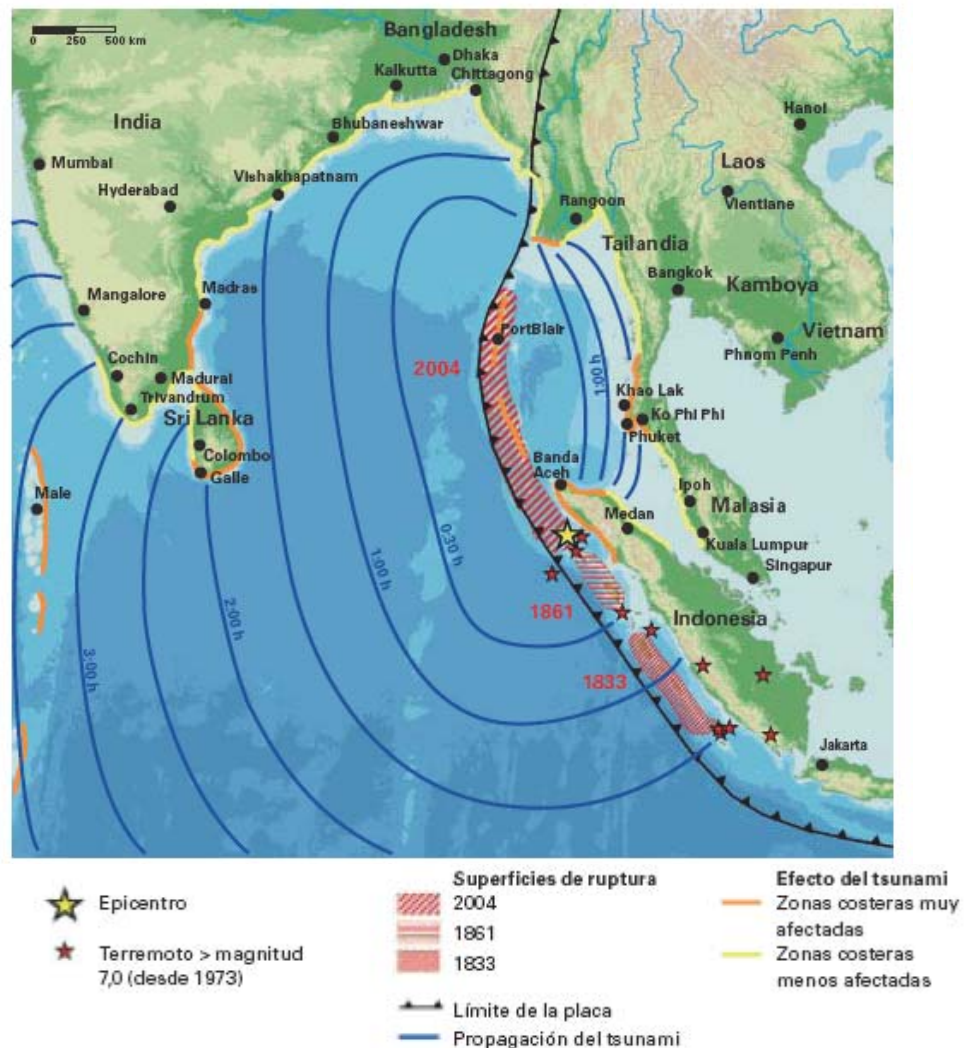 0 250 500 km
Bangladesh
Dhaka
Kalkutta
Chittagong
India
Bhubaneshwar
Hanoi
Mumbai
Laos
Hyderabad
Vishakhapatnam
Vientiane
Rangoon
Tailandia
Bangkok
Mangalore
Madras
Kamboya
PortBlair
Vietnam
Phnom Penh
Cochin
2004
1:00 h
Madurai
Khao Lak
Trivandrum
Ko Phi Phi
Sri Lanka
Phuket
Colombo
Banda
Aceh
Galle
Ipoh
Male
Medan
Malasia
0:30 h
Kuala Lumpur
1:00 h
Singapur
2:00 h
1861
Indonesia
3:00 h
1833
Jakarta
Epicentro
Terremoto > magnitud
7,0 (desde 1973)
Superficies de ruptura
2004
1861
1833
Límite de la placa
Propagación del tsunami
Efecto del tsunami
Zonas costeras muy
afectadas
Zonas costeras
menos afectadas